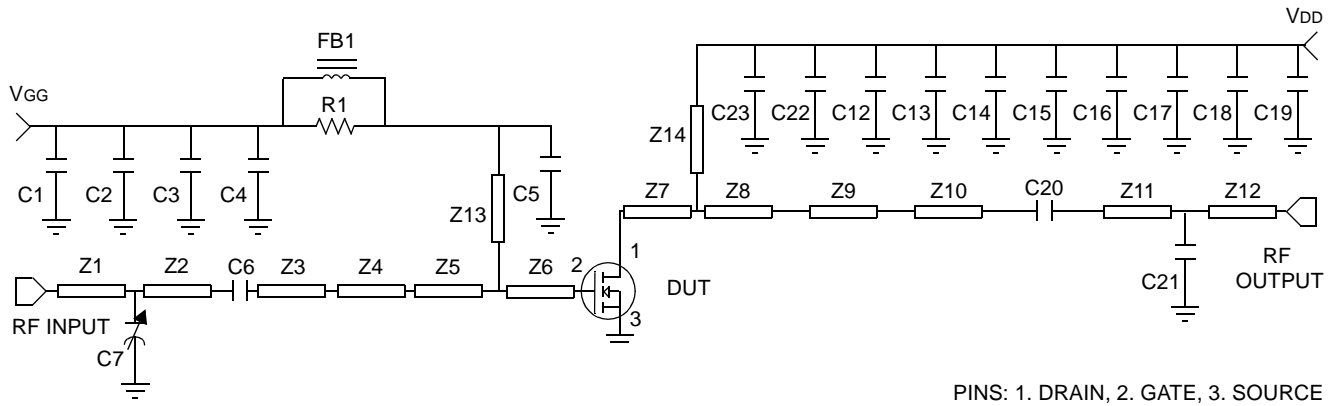 VDD
FB1
VGG
R1
C1
C2
C3
C4
C5
Z13
Z14
C23
C22
C12
C13
C14
C15
C16
C17
C18
C19
Z7
Z8
Z9
Z10
C20
Z11
Z12
Z1
Z2
C6
Z3
Z4
Z5
Z6
2
1
3
DUT
C21
RF
OUTPUT
RF INPUT
C7
PINS: 1. DRAIN, 2. GATE, 3. SOURCE